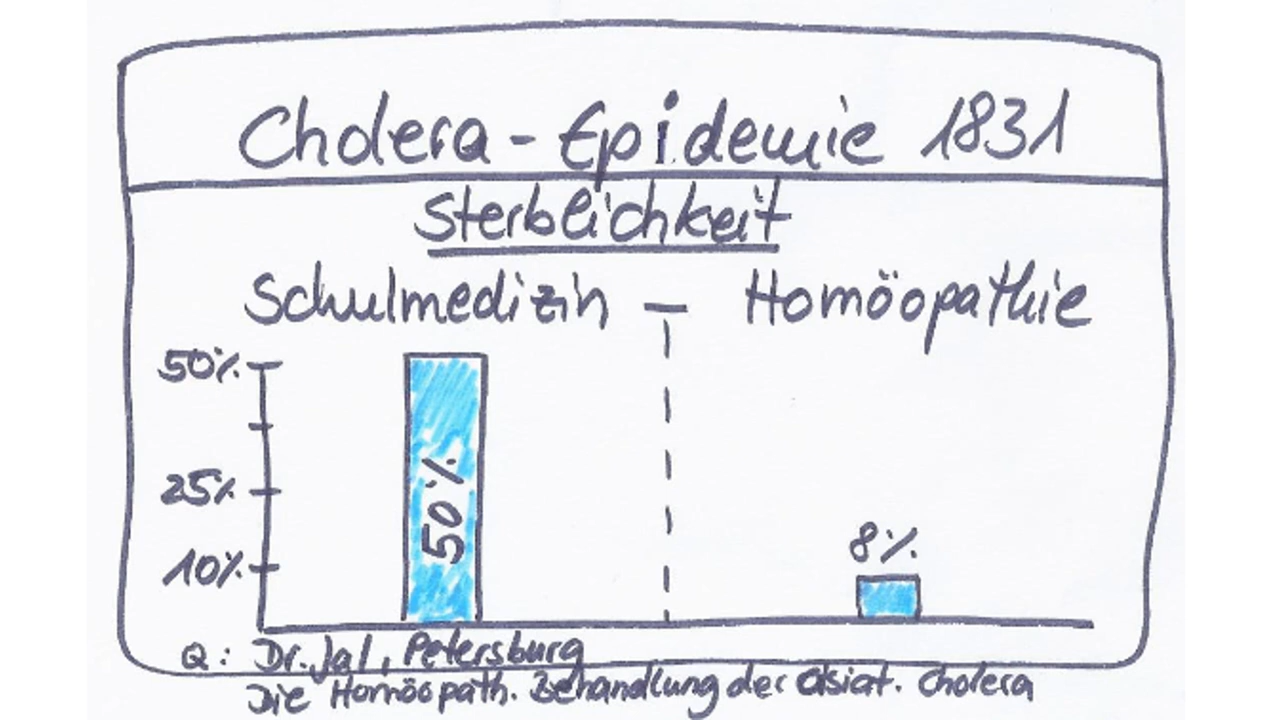 Cholera - Epidemie 1831
Sterblichkeit
Schulmedizin — Homöopathie
50%
25%
10%
50%
8%
Q: Dr. Jal, Petersburg
Die Homöopath. Behandlung der asiat. Cholera